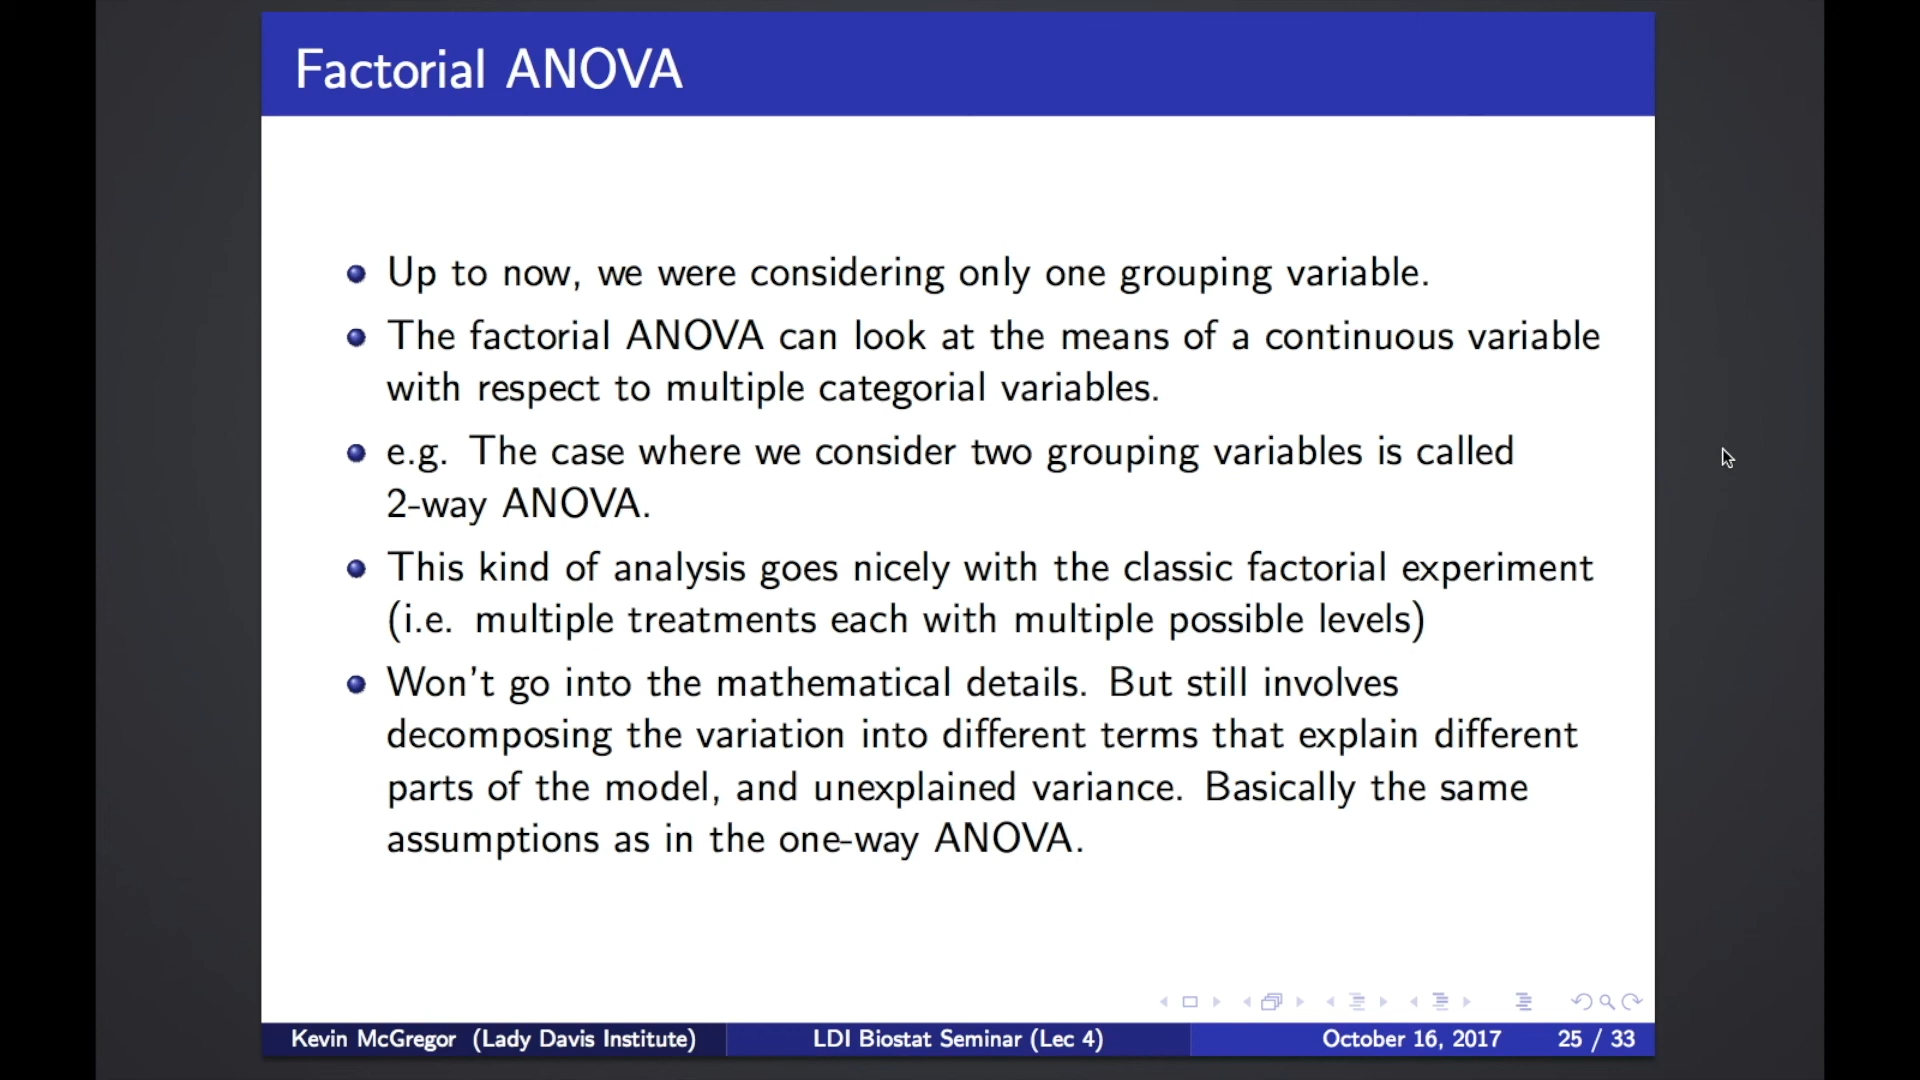 Factorial ANOVA
Up to now, we were considering only one grouping variable.
The factorial ANOVA can look at the means of a continuous variable
with respect to multiple categorial variables.
e.g. The case where we consider two grouping variables is called
2-way ANOVA.
This kind of analysis goes nicely with the classic factorial experiment
(i.e. multiple treatments each with multiple possible levels)
Won't go into the mathematical details. But still involves
decomposing the variation into different terms that explain different
parts of the model, and unexplained variance. Basically the same
assumptions as in the one-way ANOVA.
Kevin McGregor (Lady Davis Institute) LDI Biostat Seminar (Lec 4) October 16, 2017 25 / 33